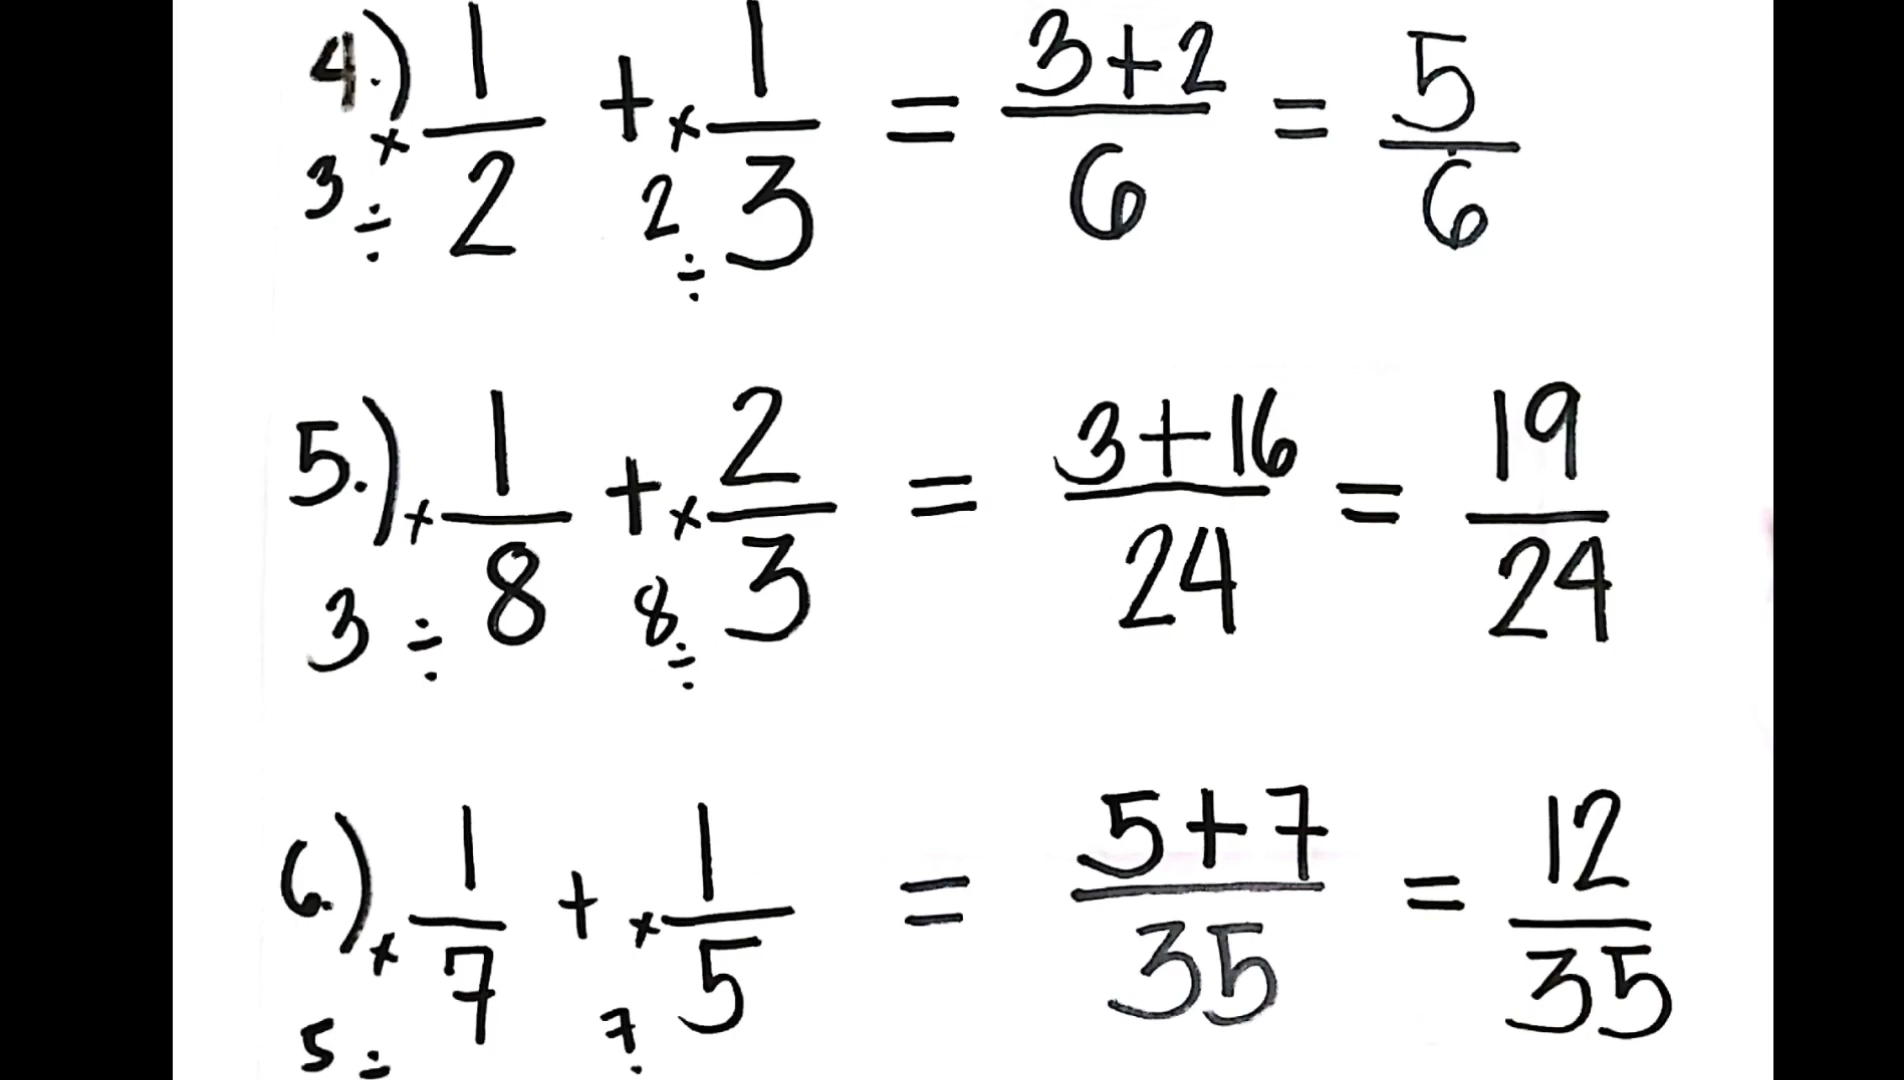 4.) × 1/2 + × 1/3 = 3+2/6 = 5/6
3 ÷ 2 ÷
5.) × 1/8 + × 2/3 = 3+16/24 = 19/24
3 ÷ 8 ÷
6.) × 1/7 + × 1/5 = 5+7/35 = 12/35
5 ÷ 7